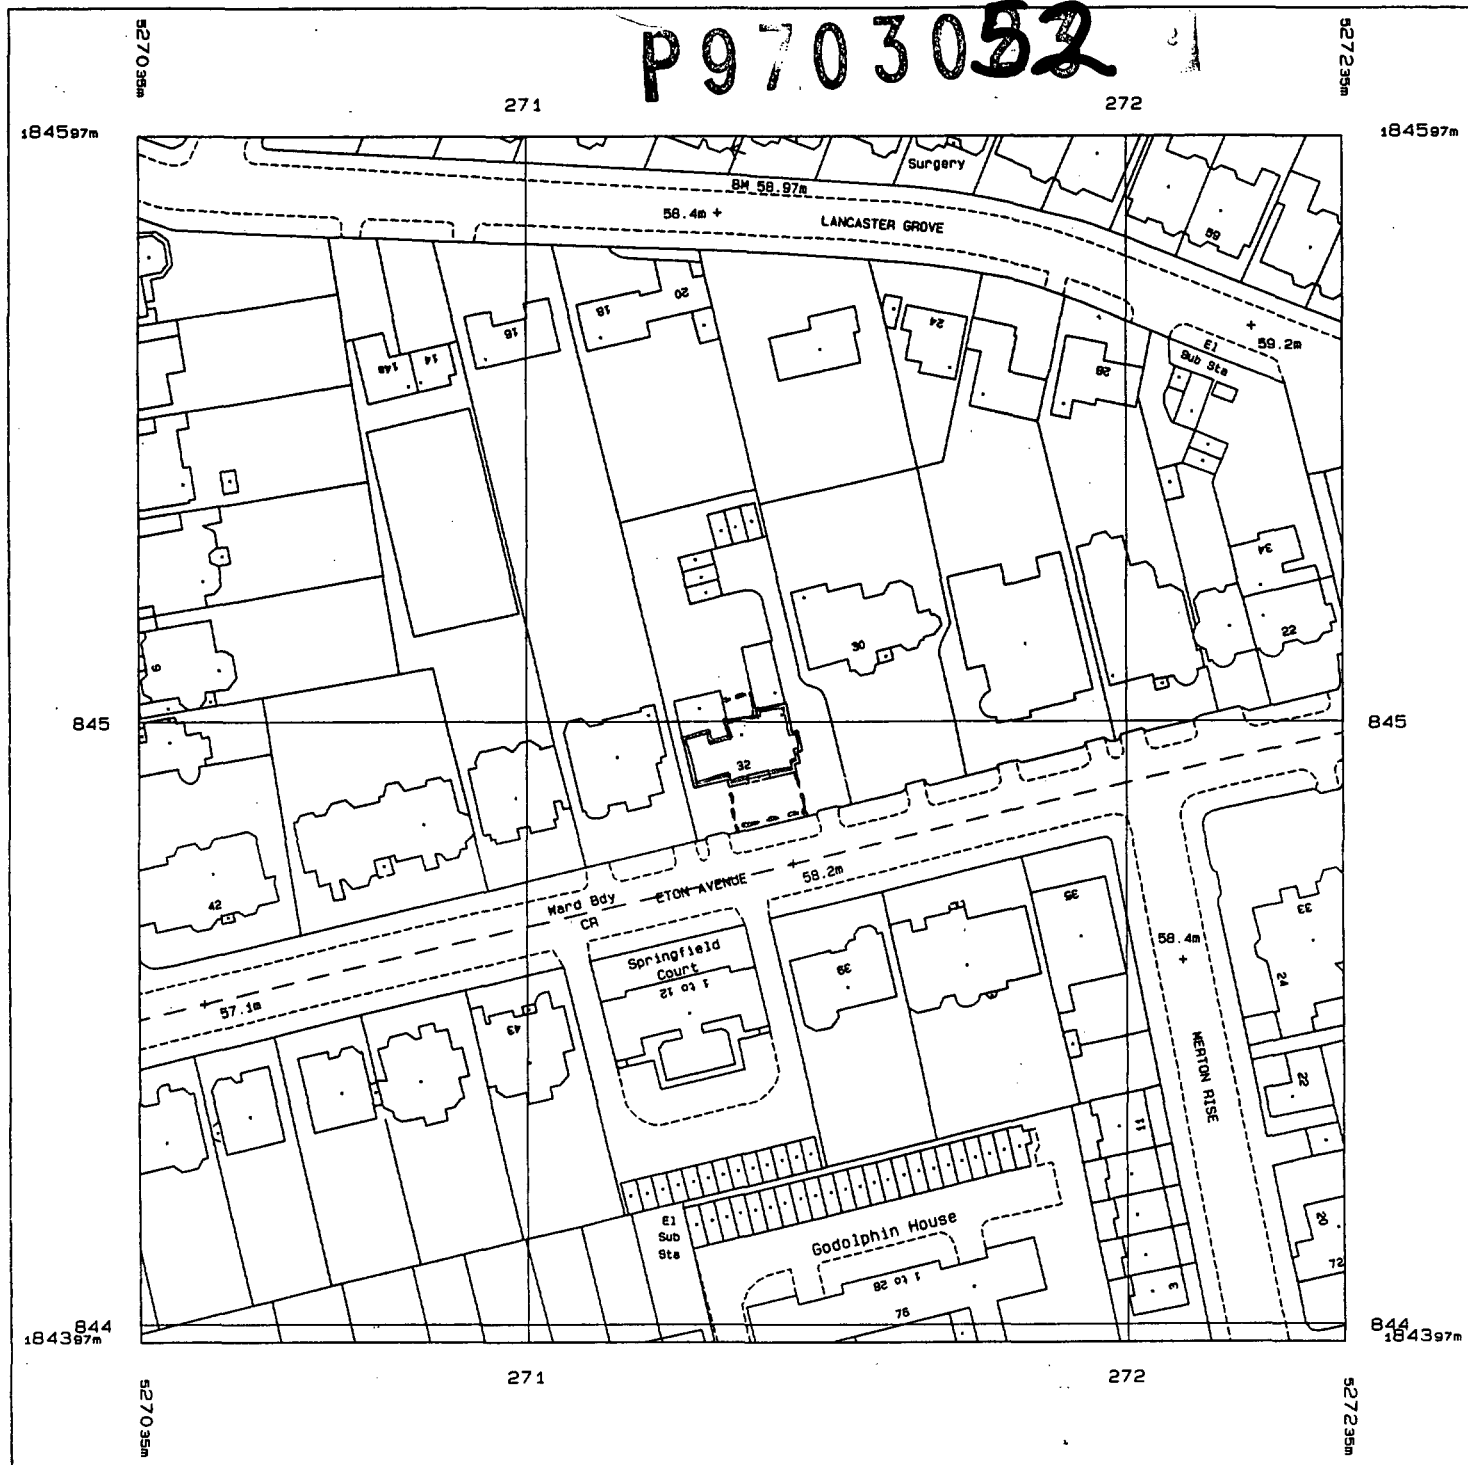 P9703052
527035m
527235m
271
272
184597m
184597m
Surgery
BM 58.97m
58.4m +
LANCASTER GROVE
59
El
Sub Sta
59.2m
14a
14
16
18
20
24
28
34
22
30
9
845
845
32
42
Ward Bdy
CR
ETON AVENUE
58.2m
57.1m
Springfield
Court
1 to 12
43
39
35
33
24
58.4m
+
MERTON RISE
22
11
El
Sub
Sta
Godolphin House
1 to 28
76
3
20
72
844
184397m
844
184397m
271
272
527035m
527235m